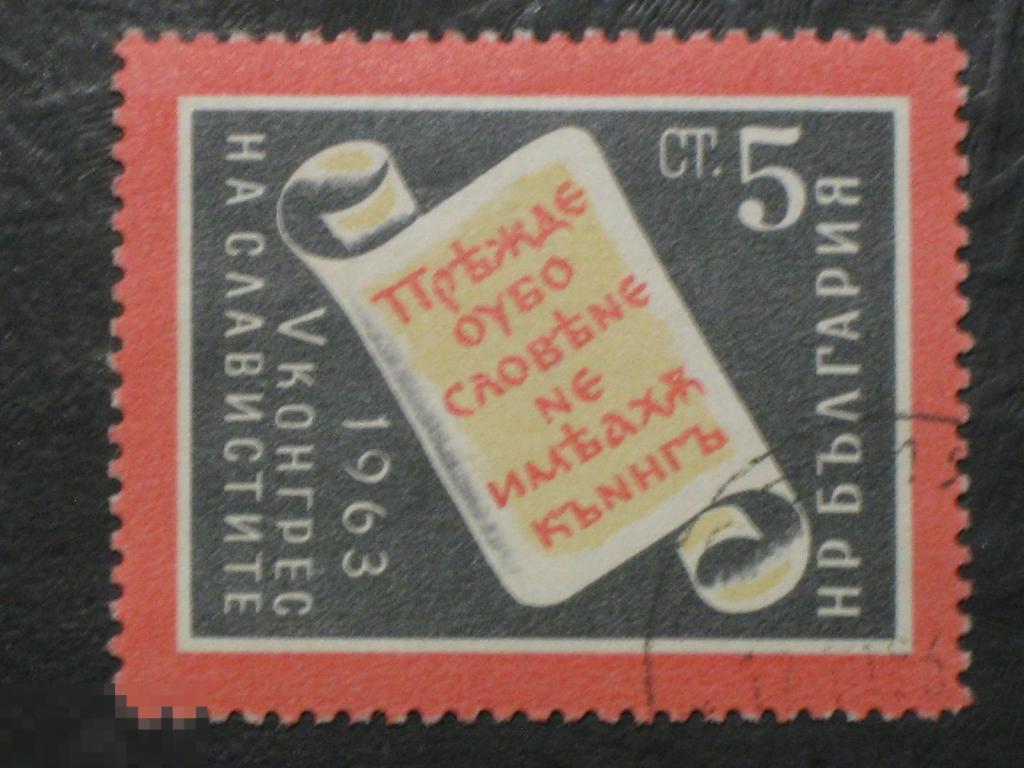 СТ. 5
НР БЪЛГАРИЯ
Прѣжде
оубо
словѣне
не
имѣахѫ
кънигъ
1963
V КОНГРЕС
НА СЛАВИСТИТЕ